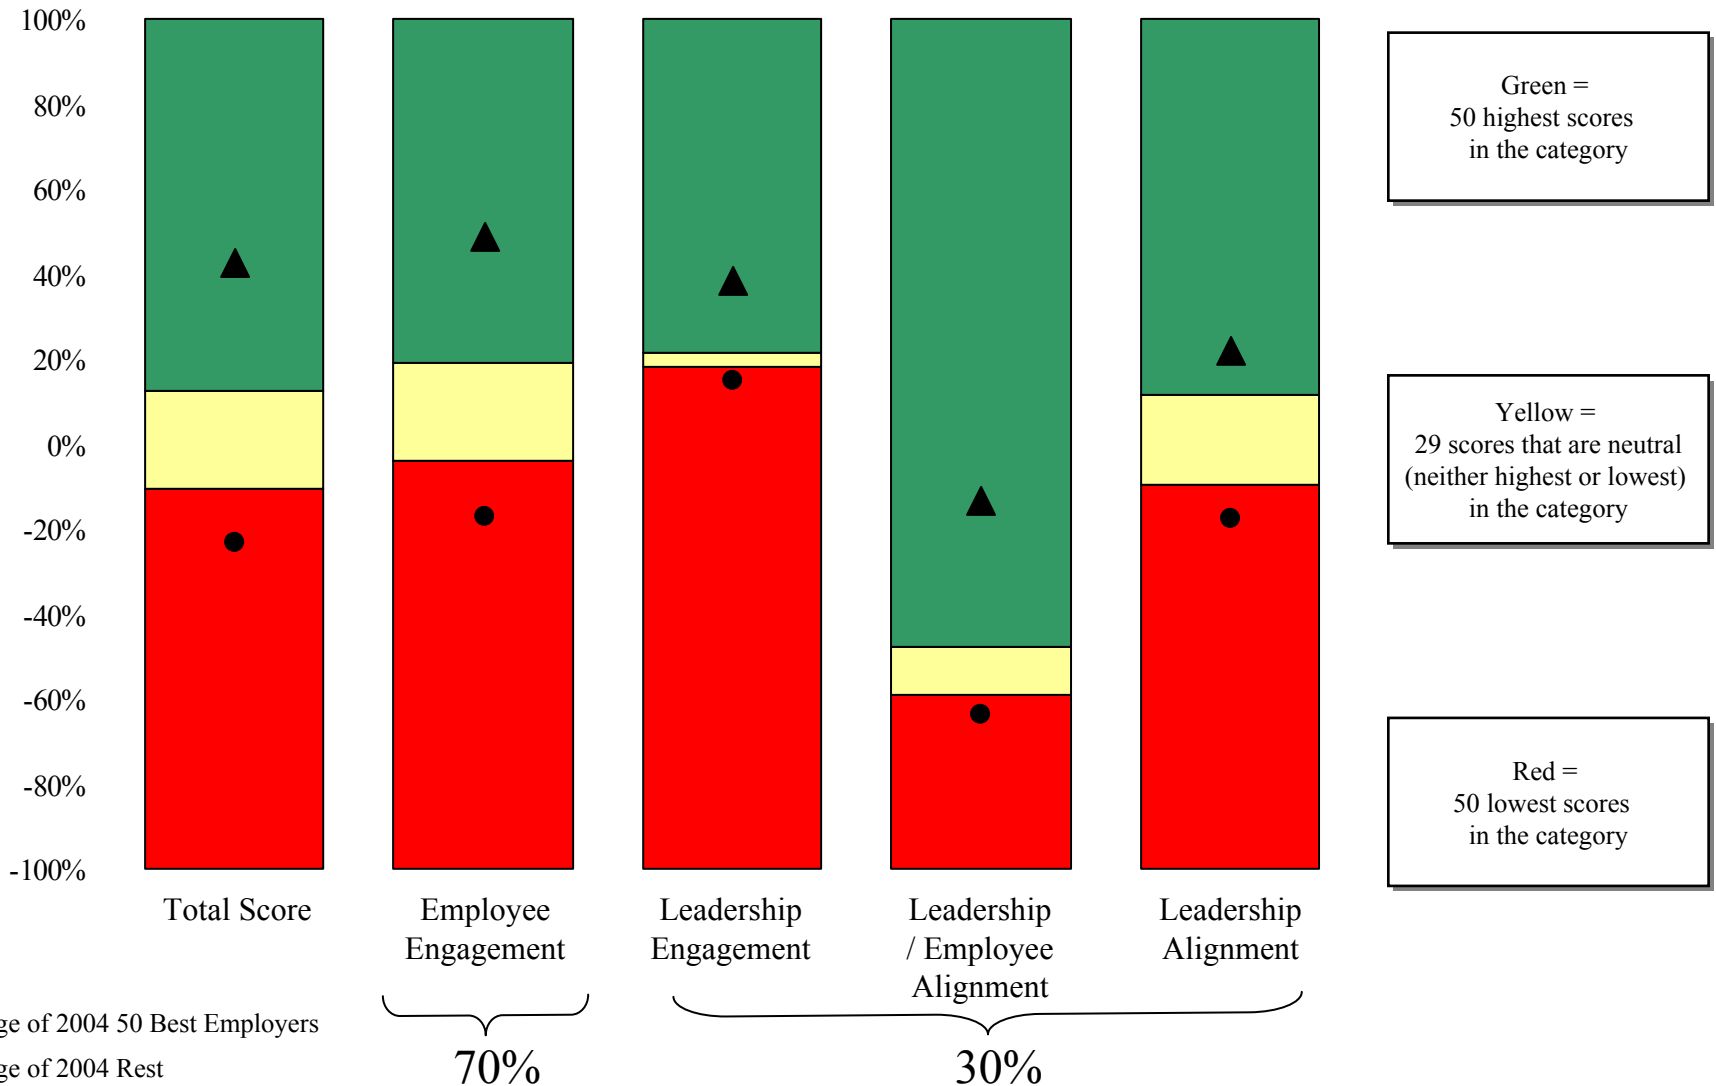 100%
80%
60%
40%
20%
0%
-20%
-40%
-60%
-80%
-100%
Total Score
Employee
Engagement
Leadership
Engagement
Leadership
/ Employee
Alignment
Leadership
Alignment
70%
30%
Green =
50 highest scores
in the category
Yellow =
29 scores that are neutral
(neither highest or lowest)
in the category
Red =
50 lowest scores
in the category
of 2004 50 Best Employers
of 2004 Rest